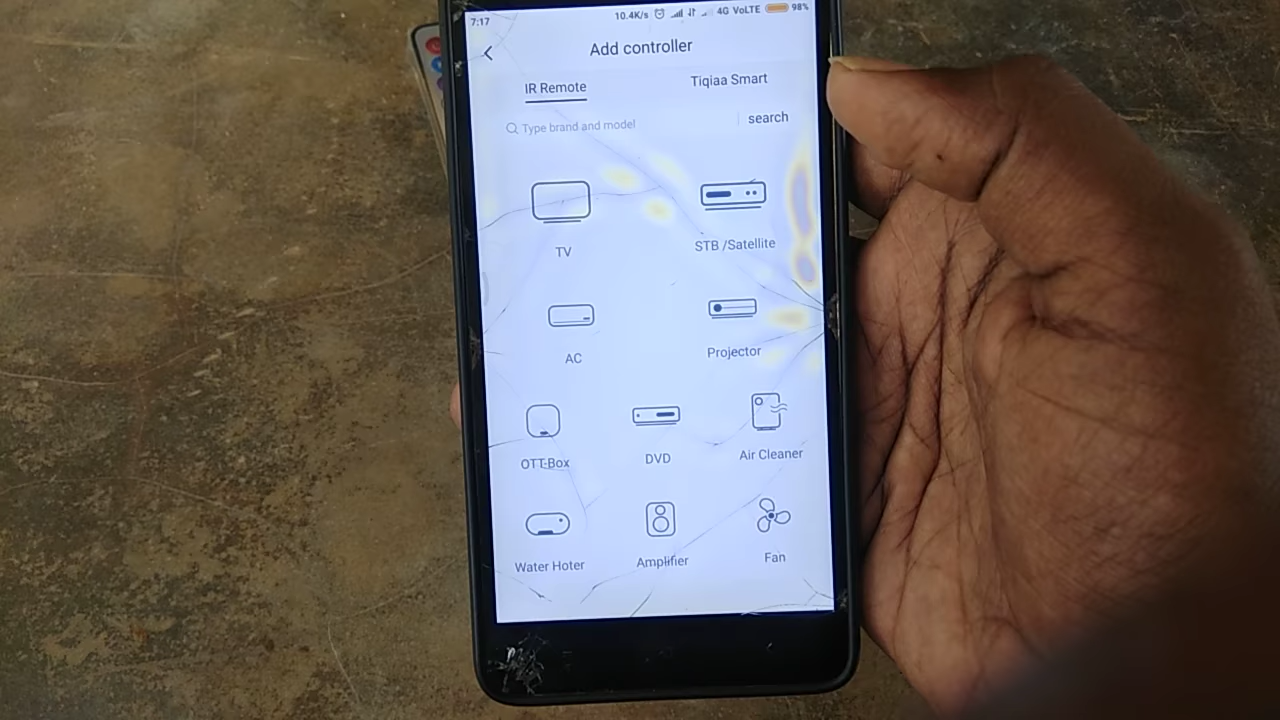 7:17 10.4K/s 4G VoLTE 98%
Add controller
IR Remote Tiqiaa Smart
Type brand and model search
TV STB /Satellite
AC Projector
OTT-Box DVD Air Cleaner
Water Hoter Amplifier Fan